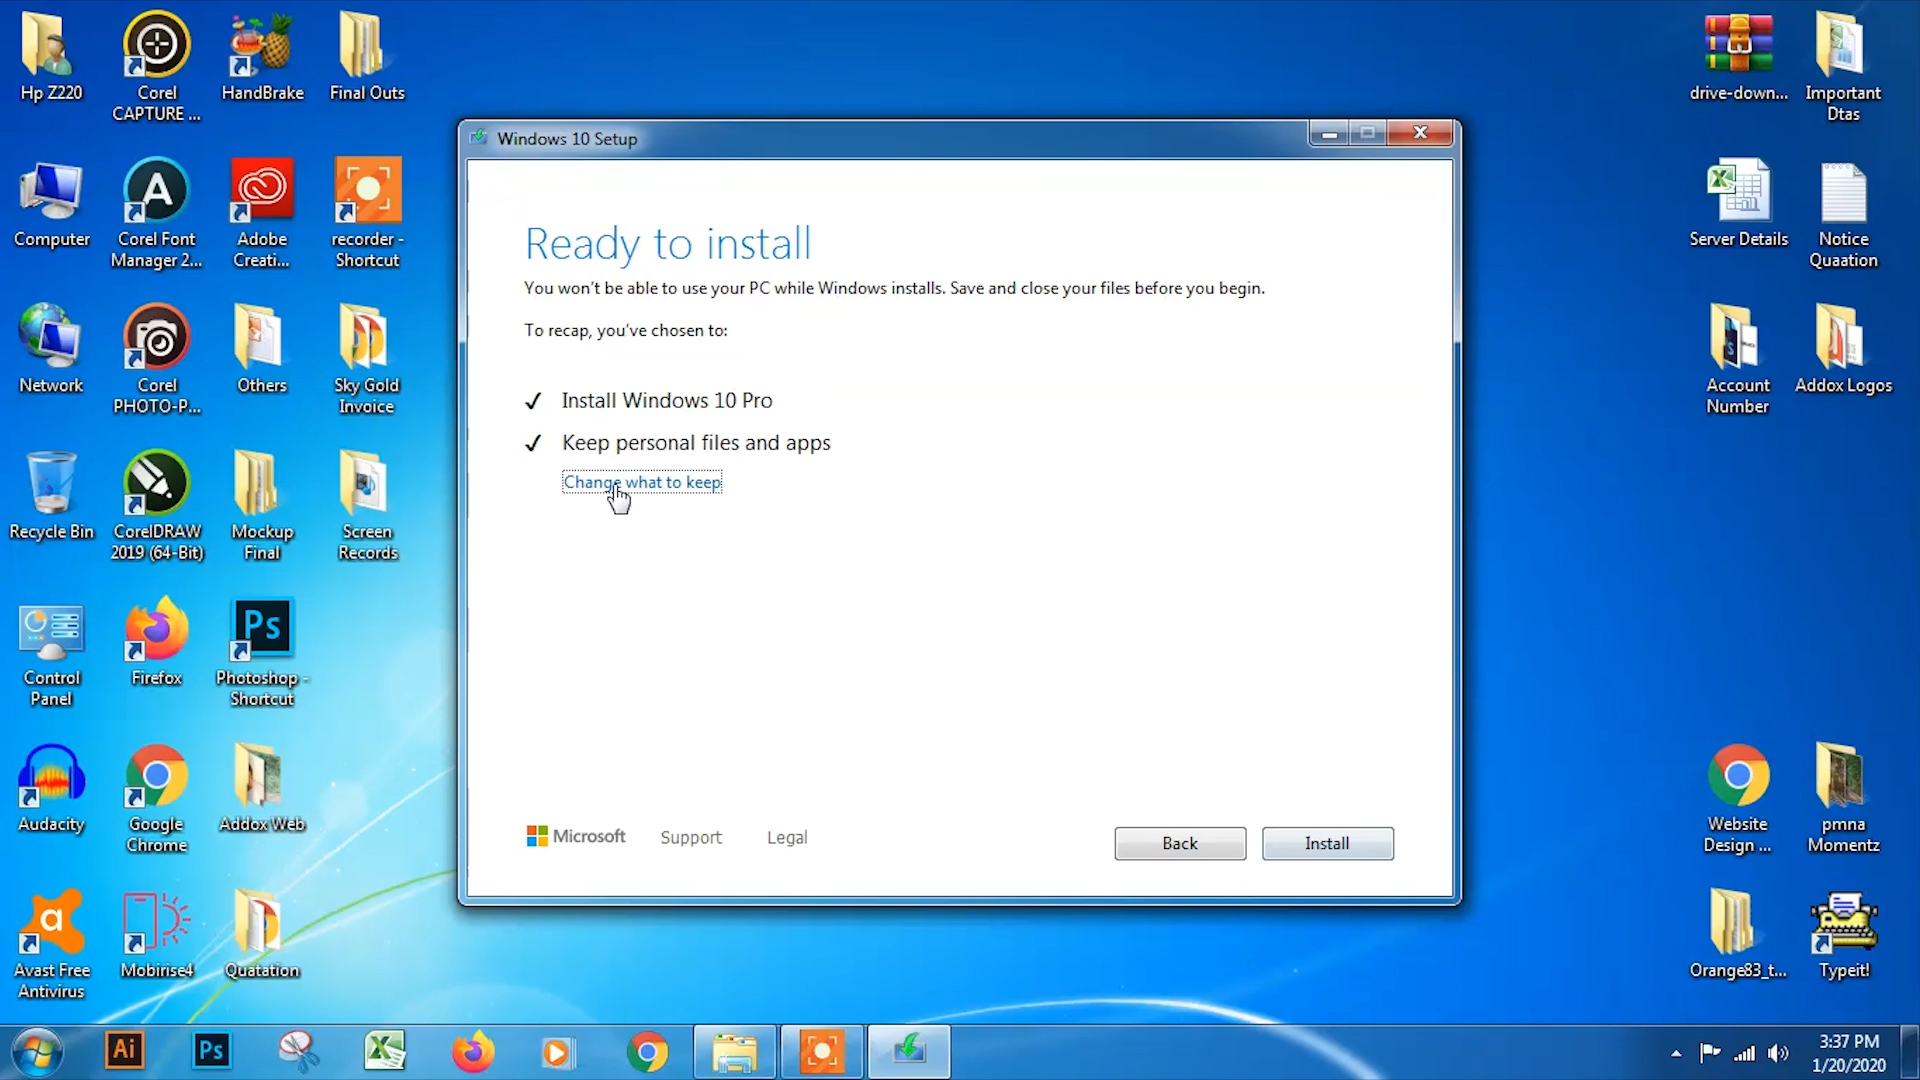 Hp Z220
Corel
CAPTURE ...
HandBrake
Final Outs
drive-down...
Important
Dtas
Computer
Corel Font
Manager 2...
Adobe
Creati...
recorder -
Shortcut
Server Details
Notice
Quaation
Network
Corel
PHOTO-P...
Others
Sky Gold
Invoice
Account
Number
Addox Logos
Recycle Bin
CorelDRAW
2019 (64-Bit)
Mockup
Final
Screen
Records
Control
Panel
Firefox
Ps
Photoshop -
Shortcut
Audacity
Google
Chrome
Addox Web
Website
Design ...
pmna
Momentz
Avast Free
Antivirus
Mobirise4
Quatation
Orange83_t...
Typeit!
Windows 10 Setup
Ready to install
You won't be able to use your PC while Windows installs. Save and close your files before you begin.
To recap, you've chosen to:
Install Windows 10 Pro
Keep personal files and apps
Change what to keep
Microsoft
Support
Legal
Back
Install
Ai
Ps
3:37 PM
1/20/2020